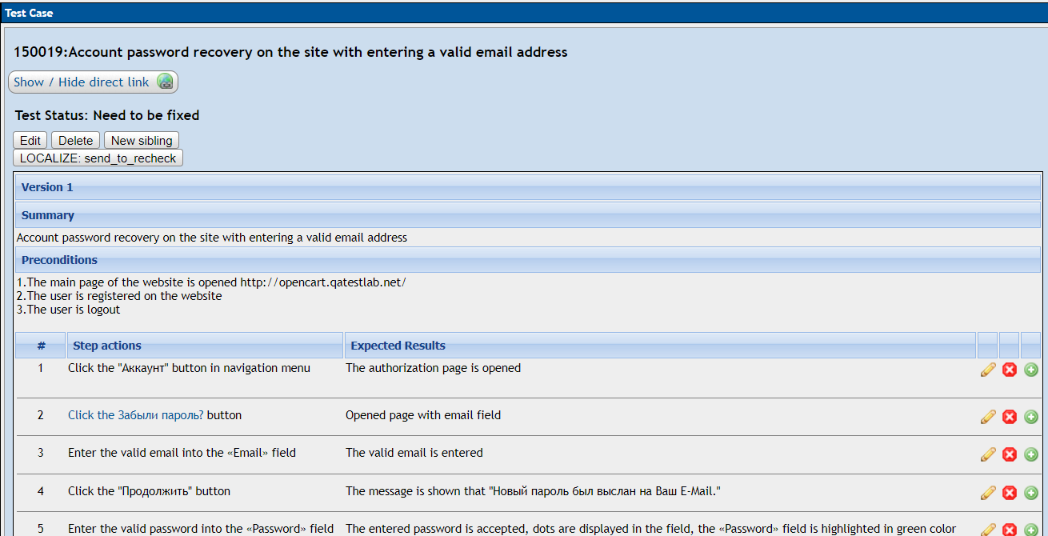 Test Case
150019:Account password recovery on the site with entering a valid email address
Show / Hide direct link
Test Status: Need to be fixed
Edit Delete New sibling
LOCALIZE: send_to_recheck
Version 1
Summary
Account password recovery on the site with entering a valid email address
Preconditions
1.The main page of the website is opened http://opencart.qatestlab.net/
2.The user is registered on the website
3.The user is logout
# Step actions Expected Results
1 Click the "Аккаунт" button in navigation menu The authorization page is opened
2 Click the Забыли пароль? button Opened page with email field
3 Enter the valid email into the «Email» field The valid email is entered
4 Click the "Продолжить" button The message is shown that "Новый пароль был выслан на Ваш E-Mail."
5 Enter the valid password into the «Password» field The entered password is accepted, dots are displayed in the field, the «Password» field is highlighted in green color